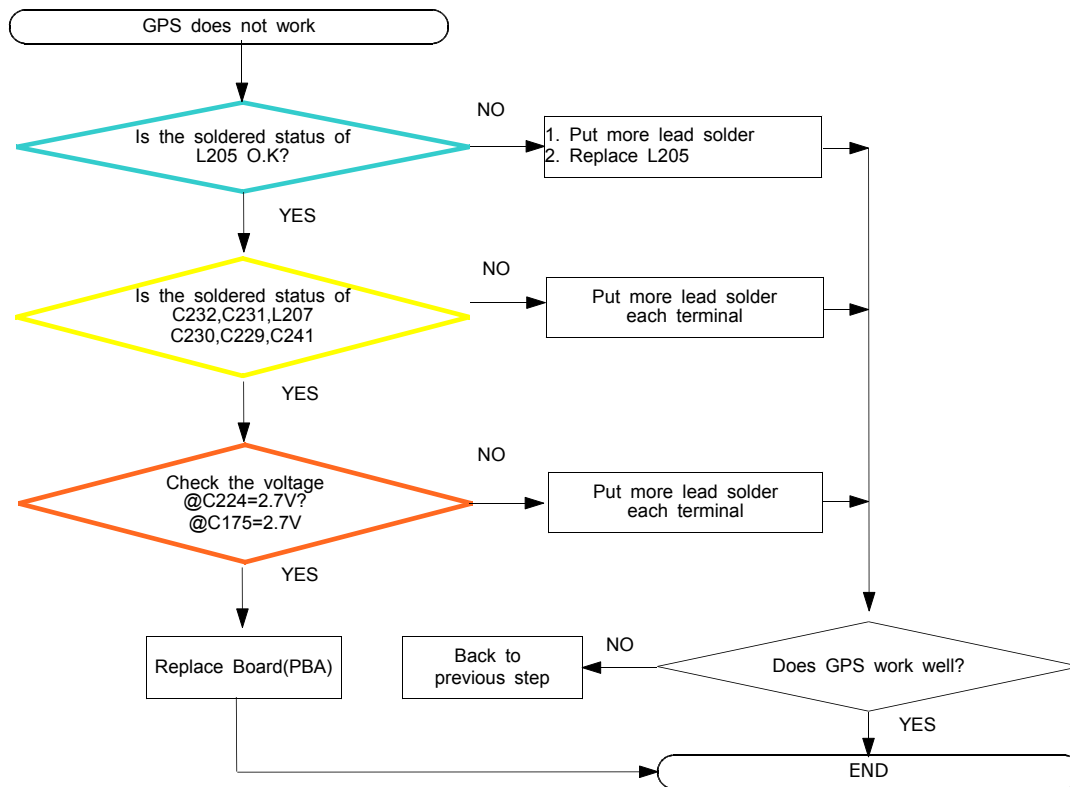 GPS does not work
Is the soldered status of
L205 O.K?
NO
1. Put more lead solder
2. Replace L205
YES
Is the soldered status of
C232,C231,L207
C230,C229,C241
NO
Put more lead solder
each terminal
YES
Check the voltage
@C224=2.7V?
@C175=2.7V
NO
Put more lead solder
each terminal
YES
Replace Board(PBA)
Back to
previous step
NO
Does GPS work well?
YES
END